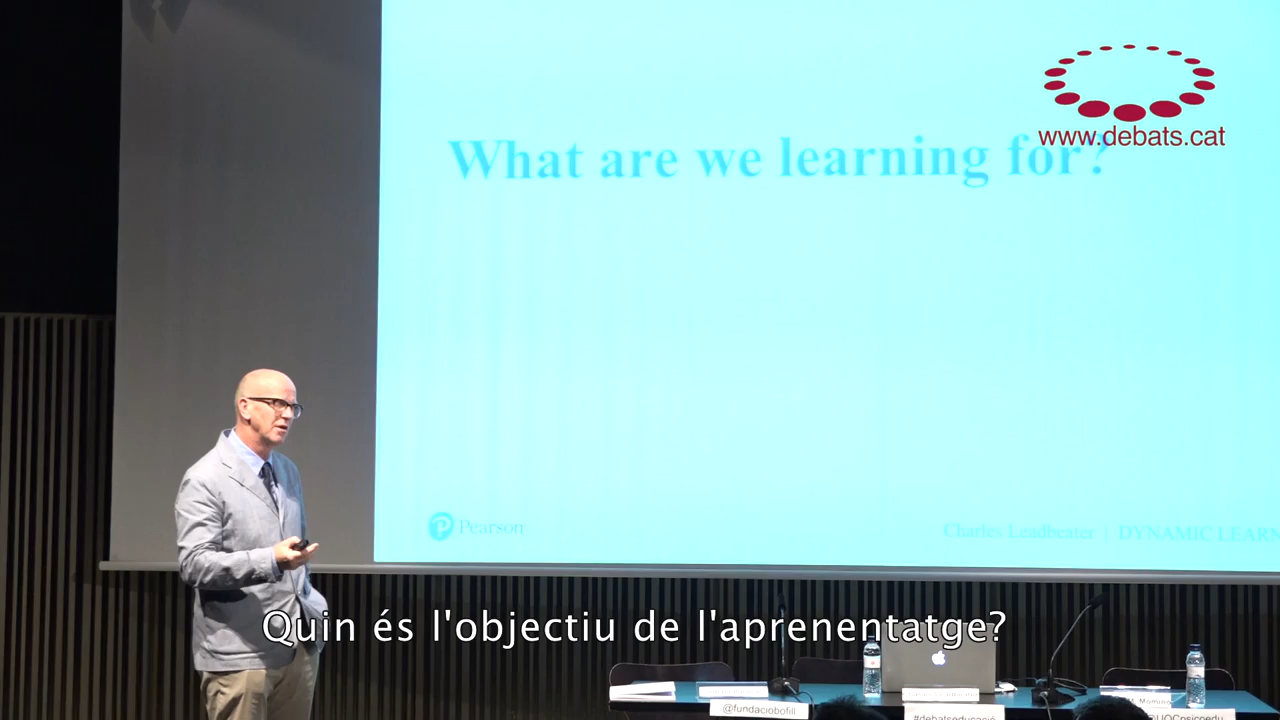 www.debats.cat
What are we learning for?
Pearson
Charles Leadbeater | DYNAMIC LEARN
Quin és l'objectiu de l'aprenentatge?
@fundaciobofill
#debatseducació